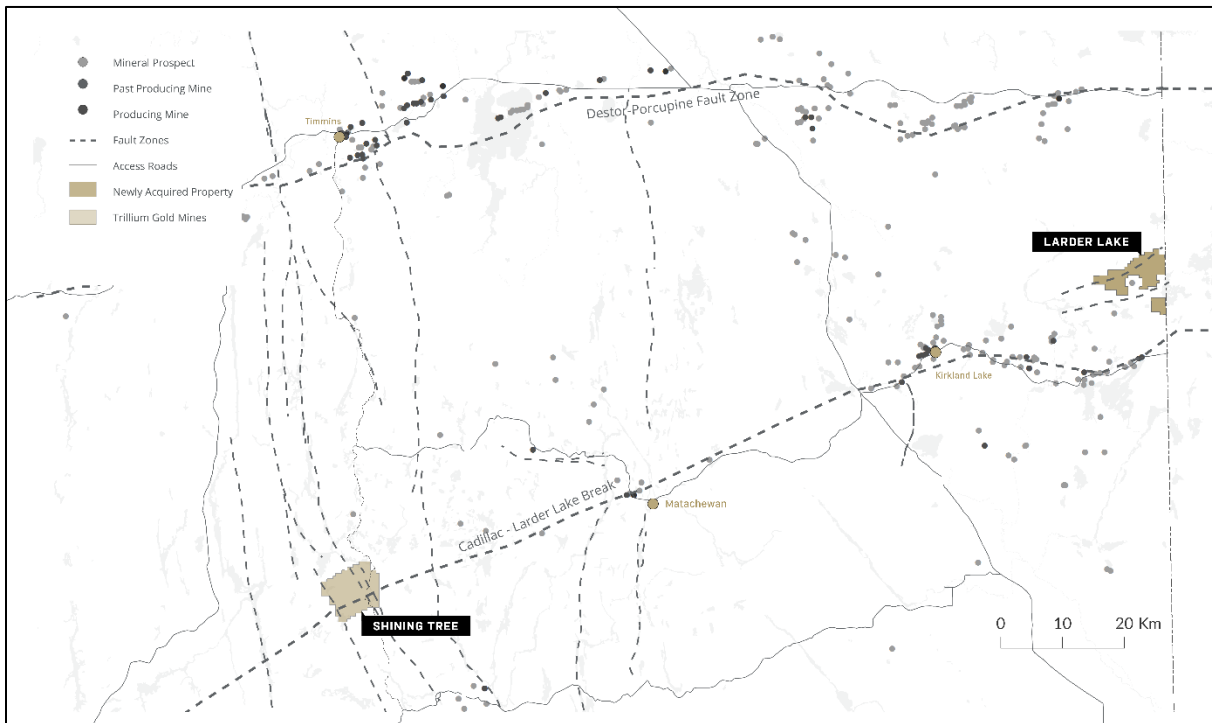 Mineral Prospect
Past Producing Mine
Producing Mine
Fault Zones
Access Roads
Newly Acquired Property
Trillium Gold Mines
Timmins
Destor-Porcupine Fault Zone
LARDER LAKE
Kirkland Lake
Cadillac - Larder Lake Break
Matachewan
SHINING TREE
0 10 20 Km